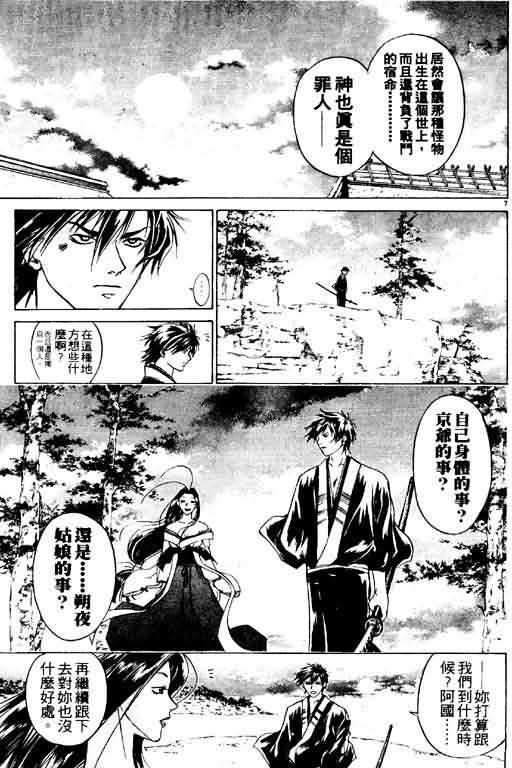 居然會讓那種怪物
出生在這個世上，
而且還背負了戰鬥
的宿命…………
神也真是個
罪人——
7
……
在這種地
方想些什
麼啊？
自己身體的事？
京爺的事？
還是……朔夜
姑娘的事？
——妳打算跟
我們到什麼時
候？阿國…
再繼續跟下
去對妳也沒
什麼好處。